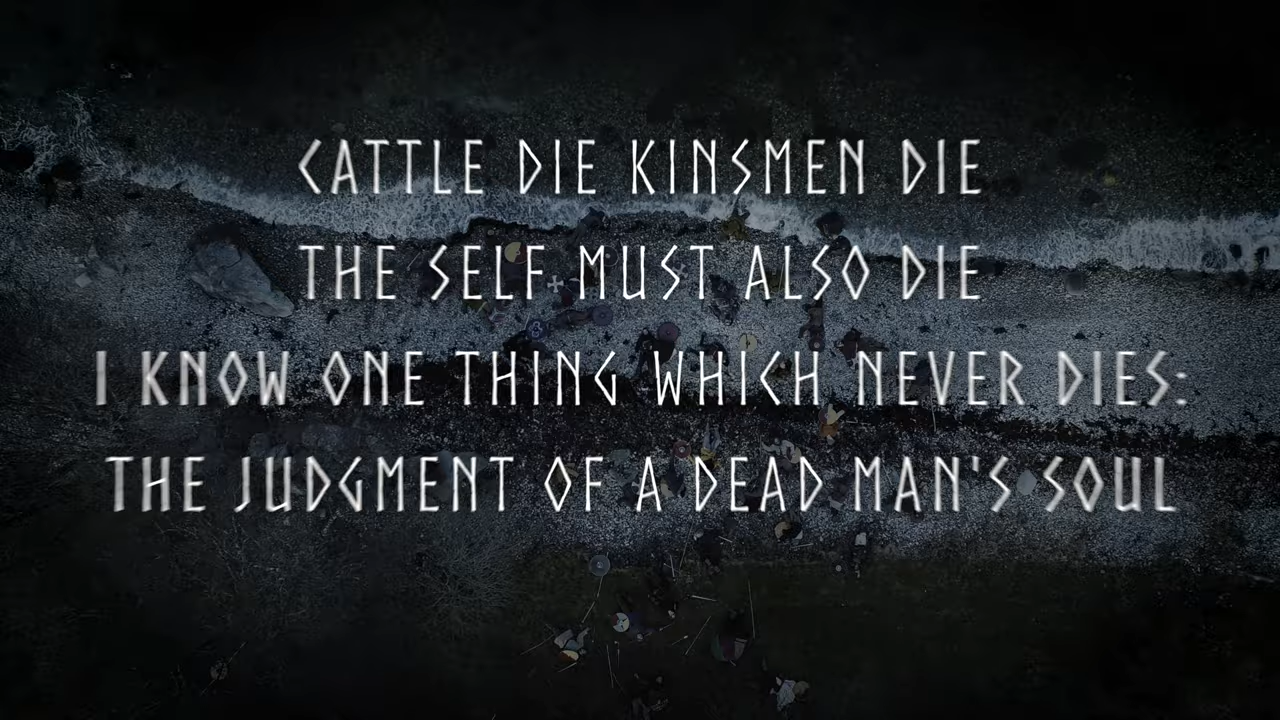 CATTLE DIE KINSMEN DIE
THE SELF MUST ALSO DIE
I KNOW ONE THING WHICH NEVER DIES:
THE JUDGMENT OF A DEAD MAN'S SOUL